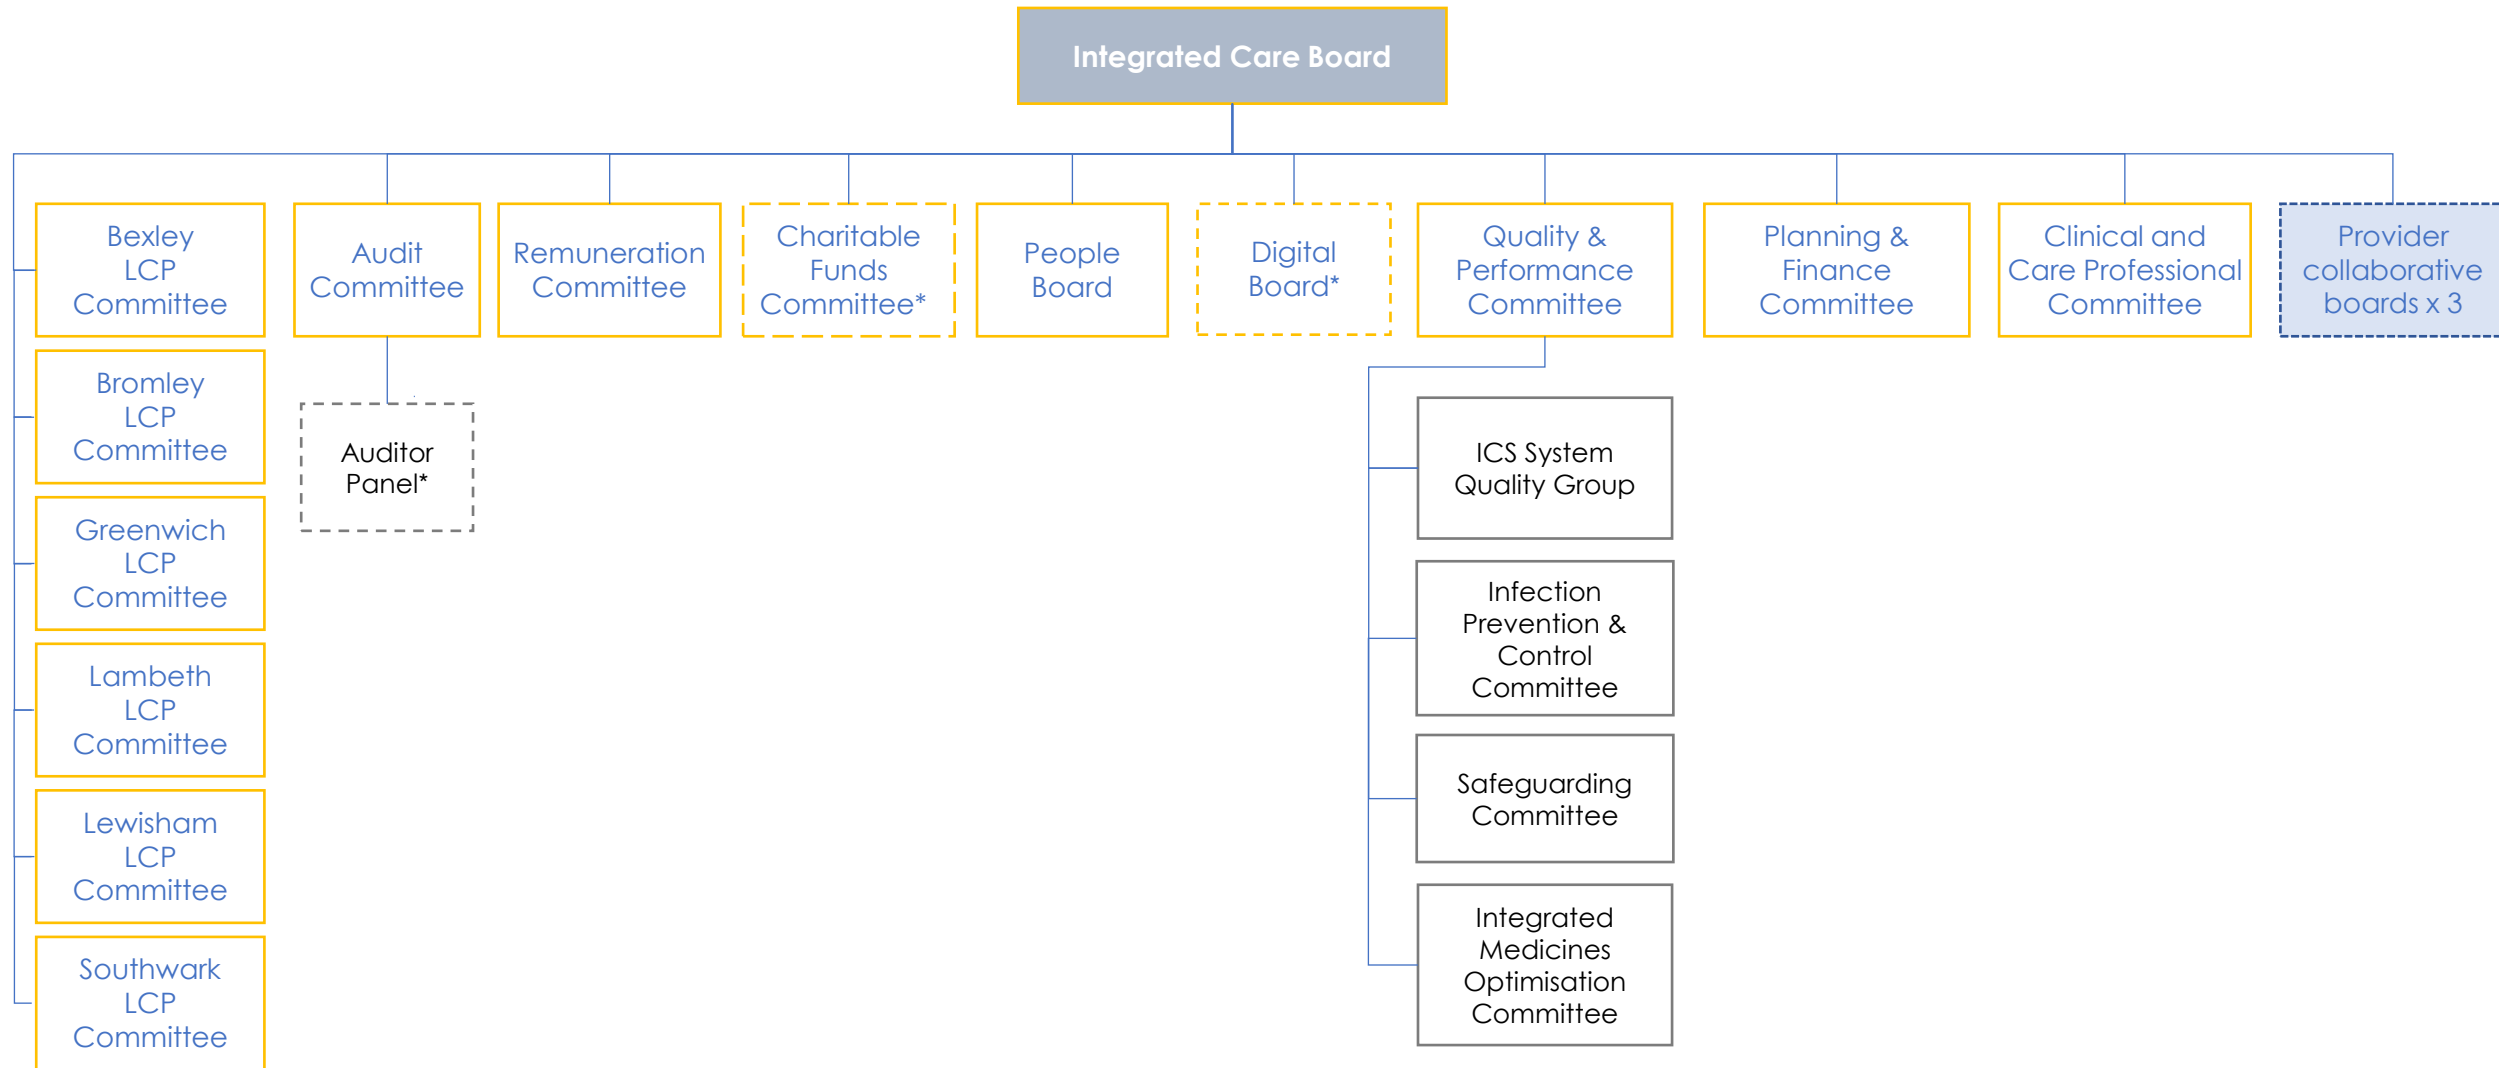 Integrated Care Board
Bexley
LCP
Committee
Audit
Committee
Remuneration
Committee
Charitable
Funds
Committee*
People
Board
Digital
Board*
Quality &
Performance
Committee
Planning &
Finance
Committee
Clinical and
Care Professional
Committee
Provider
collaborative
boards x 3
Bromley
LCP
Committee
Greenwich
LCP
Committee
Lambeth
LCP
Committee
Lewisham
LCP
Committee
Southwark
LCP
Committee
Auditor
Panel*
ICS System
Quality Group
Infection
Prevention &
Control
Committee
Safeguarding
Committee
Integrated
Medicines
Optimisation
Committee